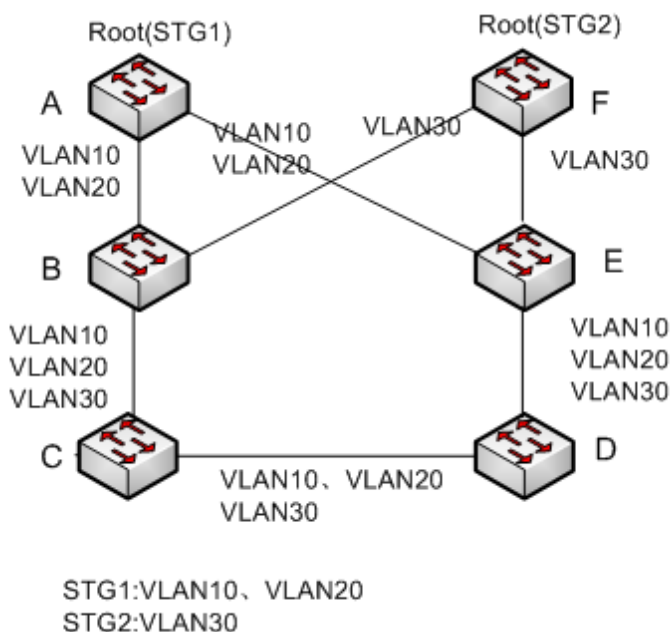 Root(STG1)
Root(STG2)
A
F
VLAN10
VLAN20
VLAN10
VLAN20
VLAN30
VLAN30
B
E
VLAN10
VLAN20
VLAN30
VLAN10
VLAN20
VLAN30
C
D
VLAN10、VLAN20
VLAN30
STG1:VLAN10、VLAN20
STG2:VLAN30